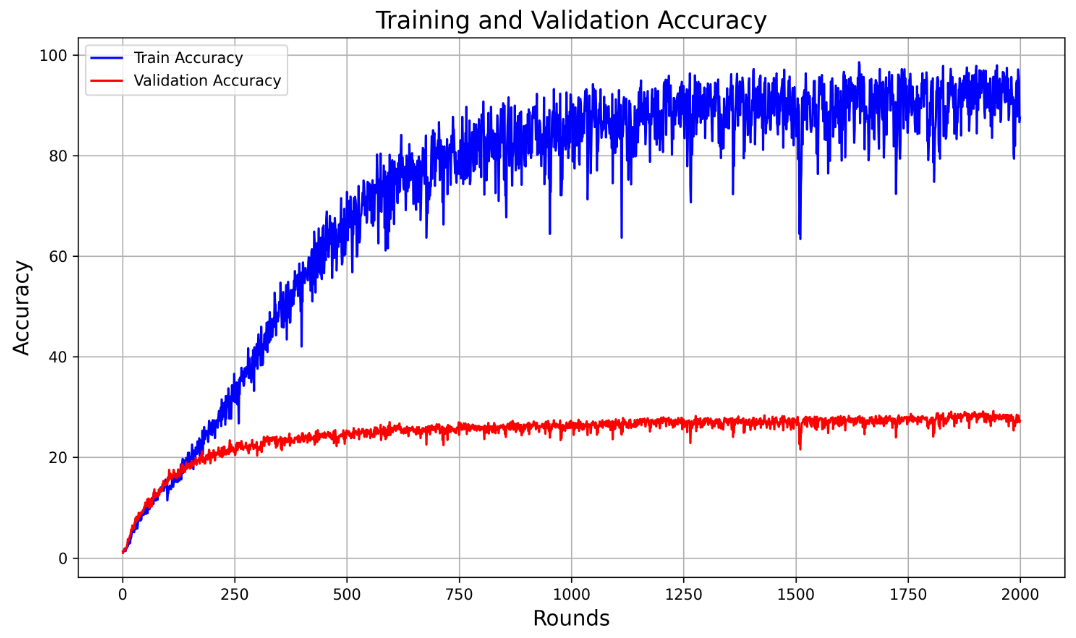 Training and Validation Accuracy
Train Accuracy
Validation Accuracy
100
80
60
40
20
0
Accuracy
0 250 500 750 1000 1250 1500 1750 2000
Rounds